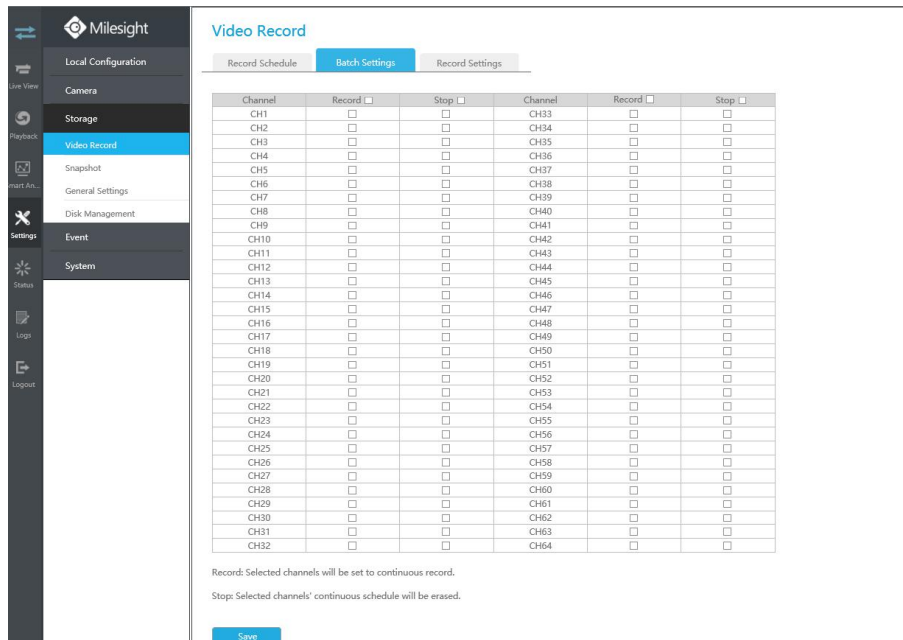 Milesight
Live View
Playback
Smart An...
Settings
Status
Logs
Logout
Local Configuration
Camera
Storage
Video Record
Snapshot
General Settings
Disk Management
Event
System
Video Record
Record Schedule Batch Settings Record Settings
Channel Record Stop Channel Record Stop
CH1 CH33
CH2 CH34
CH3 CH35
CH4 CH36
CH5 CH37
CH6 CH38
CH7 CH39
CH8 CH40
CH9 CH41
CH10 CH42
CH11 CH43
CH12 CH44
CH13 CH45
CH14 CH46
CH15 CH47
CH16 CH48
CH17 CH49
CH18 CH50
CH19 CH51
CH20 CH52
CH21 CH53
CH22 CH54
CH23 CH55
CH24 CH56
CH25 CH57
CH26 CH58
CH27 CH59
CH28 CH60
CH29 CH61
CH30 CH62
CH31 CH63
CH32 CH64
Record: Selected channels will be set to continuous record.
Stop: Selected channels' continuous schedule will be erased.
Save